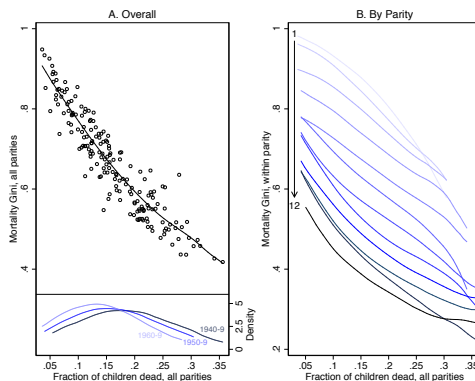 A. Overall
Mortality Gini, all parities
1
.8
.6
.4
5
2.5
0
Density
1940-9
1950-9
1960-9
.05 .1 .15 .2 .25 .3 .35
Fraction of children dead, all parities
B. By Parity
Mortality Gini, within parity
1
.8
.6
.4
.2
1
12
.05 .1 .15 .2 .25 .3 .35
Fraction of children dead, all parities